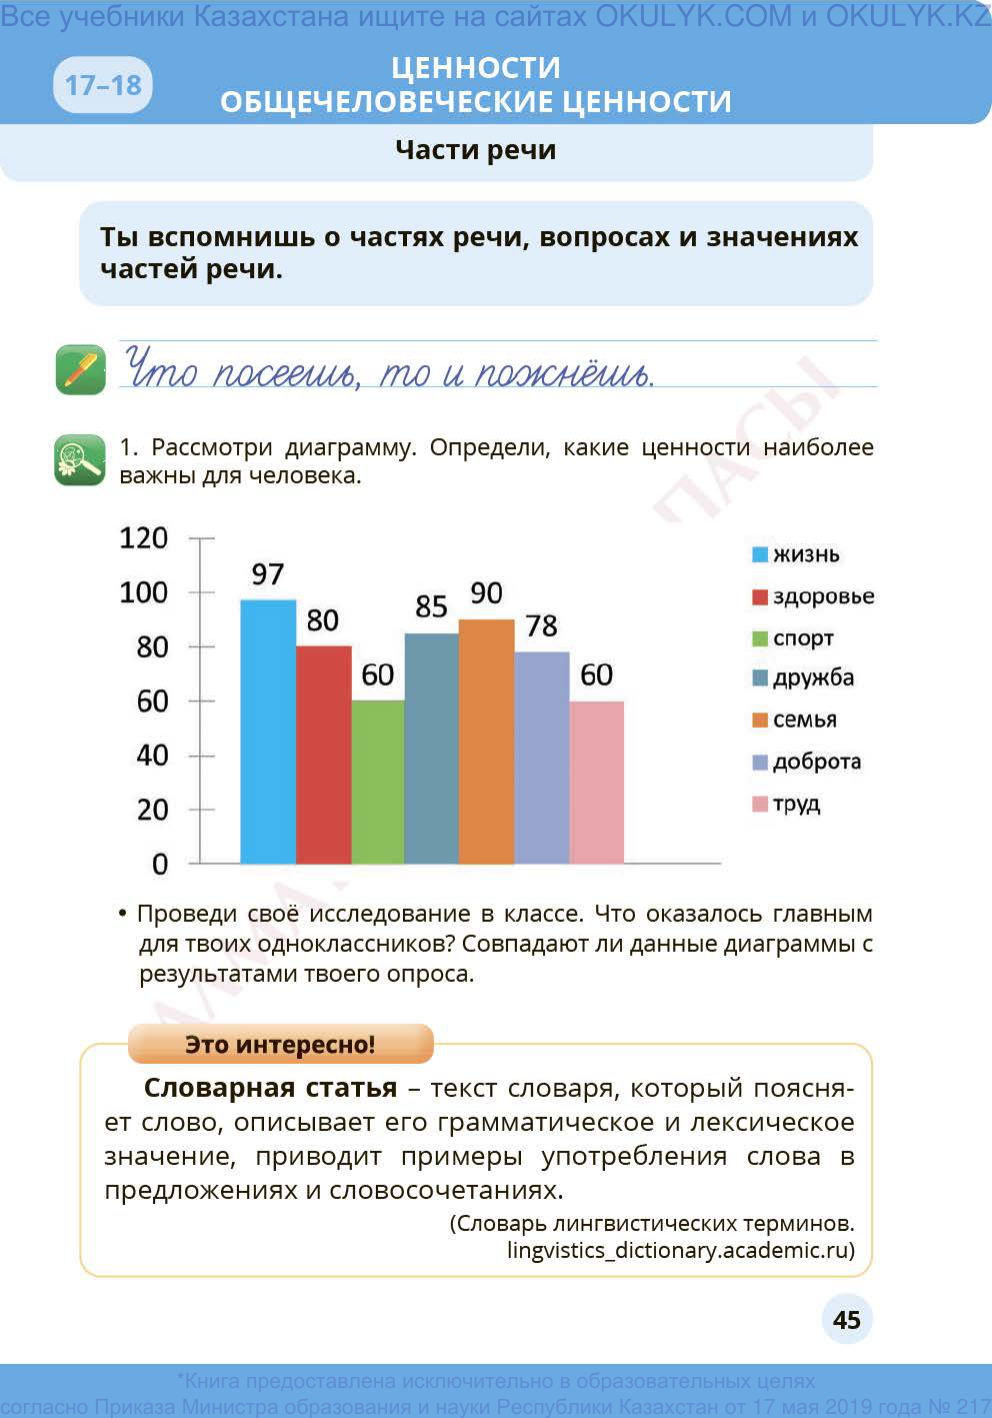 Все учебники Казахстана ищите на сайтах OKULYK.COM и OKULYK.KZ
17–18
ЦЕННОСТИ
ОБЩЕЧЕЛОВЕЧЕСКИЕ ЦЕННОСТИ
Части речи
Ты вспомнишь о частях речи, вопросах и значениях
частей речи.
Что посеешь, то и пожнёшь.
1. Рассмотри диаграмму. Определи, какие ценности наиболее
важны для человека.
120
100
80
60
40
20
0
97
80
60
85
90
78
60
жизнь
здоровье
спорт
дружба
семья
доброта
труд
• Проведи своё исследование в классе. Что оказалось главным
для твоих одноклассников? Совпадают ли данные диаграммы с
результатами твоего опроса.
Это интересно!
Словарная статья – текст словаря, который поясня-
ет слово, описывает его грамматическое и лексическое
значение, приводит примеры употребления слова в
предложениях и словосочетаниях.
(Словарь лингвистических терминов.
lingvistics_dictionary.academic.ru)
45
*Книга предоставлена исключительно в образовательных целях
согласно Приказа Министра образования и науки Республики Казахстан от 17 мая 2019 года № 217